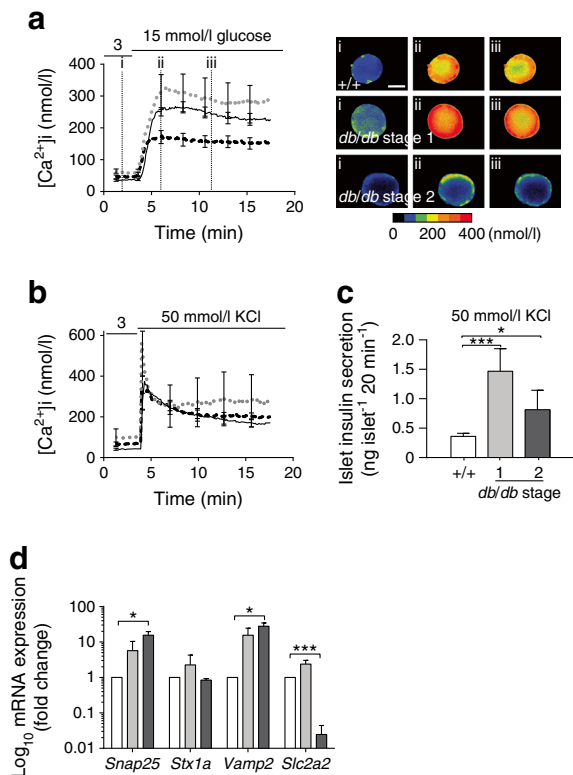 a
3
15 mmol/l glucose
i
ii
iii
400
300
200
100
0
[Ca2+]i (nmol/l)
0
5
10
15
20
Time (min)
i
ii
iii
+/+
i
ii
iii
db/db stage 1
i
ii
iii
db/db stage 2
0
200
400
(nmol/l)
b
3
50 mmol/l KCl
600
400
200
0
[Ca2+]i (nmol/l)
0
5
10
15
20
Time (min)
c
50 mmol/l KCl
*
***
2.0
1.5
1.0
0.5
0
Islet insulin secretion
(ng islet-1 20 min-1)
+/+
1
2
db/db stage
d
100
10
1
0.1
0.01
Log10 mRNA expression
(fold change)
*
*
***
Snap25
Stx1a
Vamp2
Slc2a2